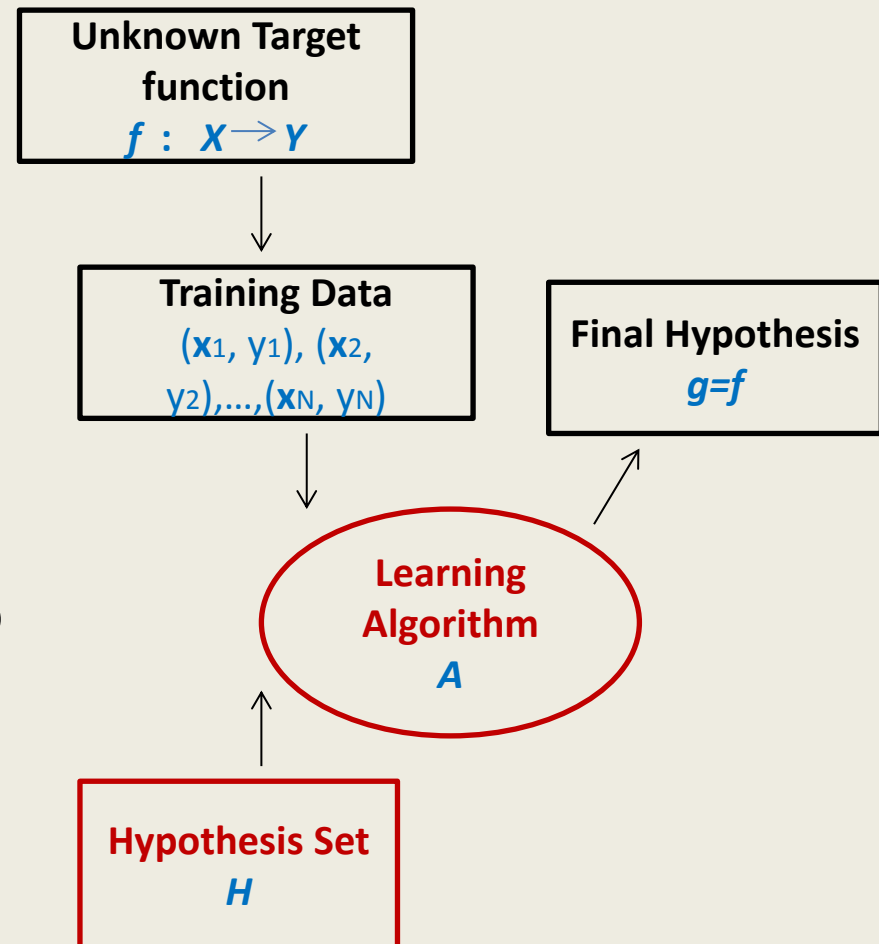 Unknown Target
function
f : X → Y
Training Data
(x1, y1), (x2,
y2),...,(xN, yN)
Final Hypothesis
g=f
Learning
Algorithm
A
)
Hypothesis Set
H